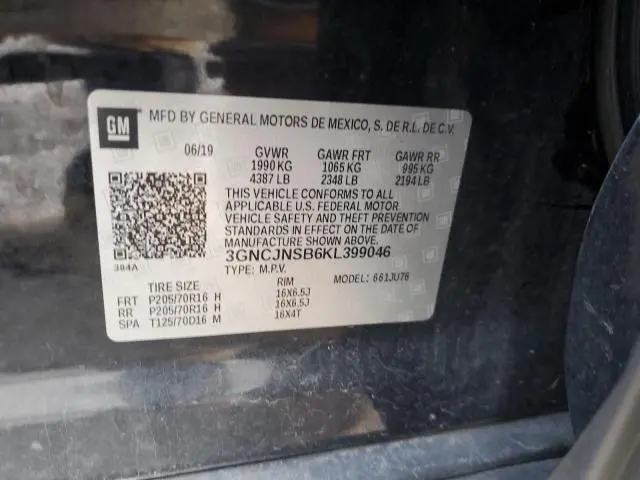 GM MFD BY GENERAL MOTORS DE MEXICO, S. DE R.L. DE C.V.
06/19 GVWR GAWR FRT GAWR RR
1990 KG 1065 KG 995 KG
4387 LB 2348 LB 2194 LB
THIS VEHICLE CONFORMS TO ALL
APPLICABLE U.S. FEDERAL MOTOR
VEHICLE SAFETY AND THEFT PREVENTION
STANDARDS IN EFFECT ON THE DATE OF
MANUFACTURE SHOWN ABOVE.
384A 3GNCJNSB6KL399046
TYPE: M.P.V. MODEL: 661JU76
TIRE SIZE RIM
FRT P205/70R16 H 16X6.5J
RR P205/70R16 H 16X6.5J
SPA T125/70D16 M 16X4T